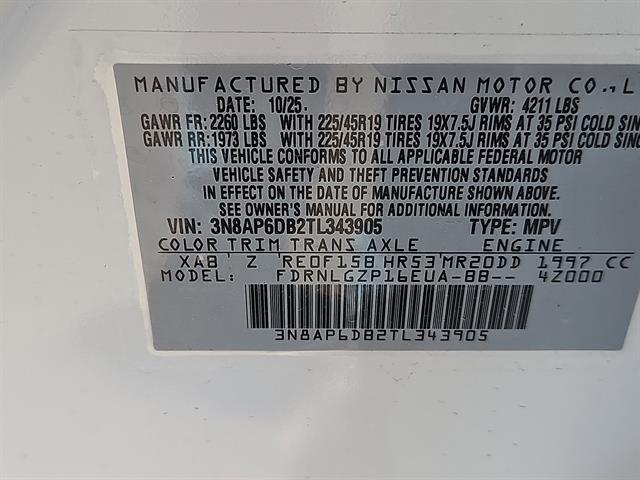 MANUFACTURED BY NISSAN MOTOR CO., L
DATE: 10/25. GVWR: 4211 LBS
GAWR FR: 2260 LBS WITH 225/45R19 TIRES 19X7.5J RIMS AT 35 PSI COLD SING
GAWR RR: 1973 LBS WITH 225/45R19 TIRES 19X7.5J RIMS AT 35 PSI COLD SING
THIS VEHICLE CONFORMS TO ALL APPLICABLE FEDERAL MOTOR
VEHICLE SAFETY AND THEFT PREVENTION STANDARDS
IN EFFECT ON THE DATE OF MANUFACTURE SHOWN ABOVE.
SEE OWNER'S MANUAL FOR ADDITIONAL INFORMATION
VIN: 3N8AP6DB2TL343905 TYPE: MPV
COLOR TRIM TRANS AXLE ENGINE
XAB' Z 'RE0F15B HR53'MR20DD 1997 CC
MODEL FDRNLGZP16EUA-BB-- 4Z000
3N8AP6DB2TL343905